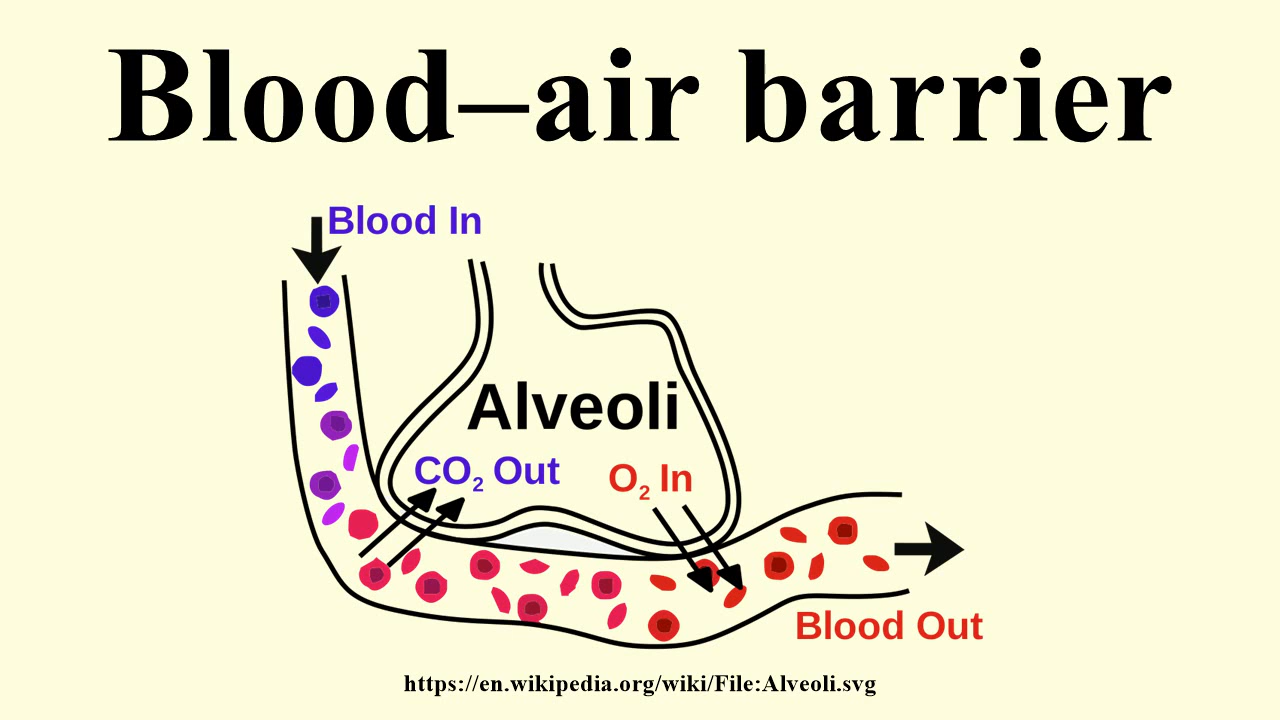 Blood–air barrier
Blood In
Alveoli
CO₂ Out
O₂ In
Blood Out
https://en.wikipedia.org/wiki/File:Alveoli.svg